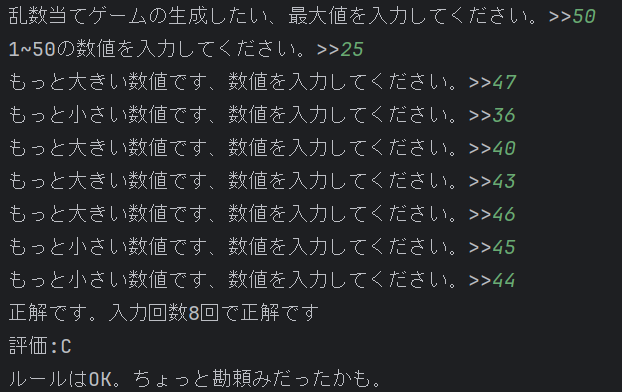 乱数当てゲームの生成したい、最大値を入力してください。>>50
1~50の数値を入力してください。>>25
もっと大きい数値です、数値を入力してください。>>47
もっと小さい数値です、数値を入力してください。>>36
もっと大きい数値です、数値を入力してください。>>40
もっと大きい数値です、数値を入力してください。>>43
もっと大きい数値です、数値を入力してください。>>46
もっと小さい数値です、数値を入力してください。>>45
もっと小さい数値です、数値を入力してください。>>44
正解です。入力回数8回で正解です
評価:C
ルールはOK。ちょっと勘頼みだったかも。